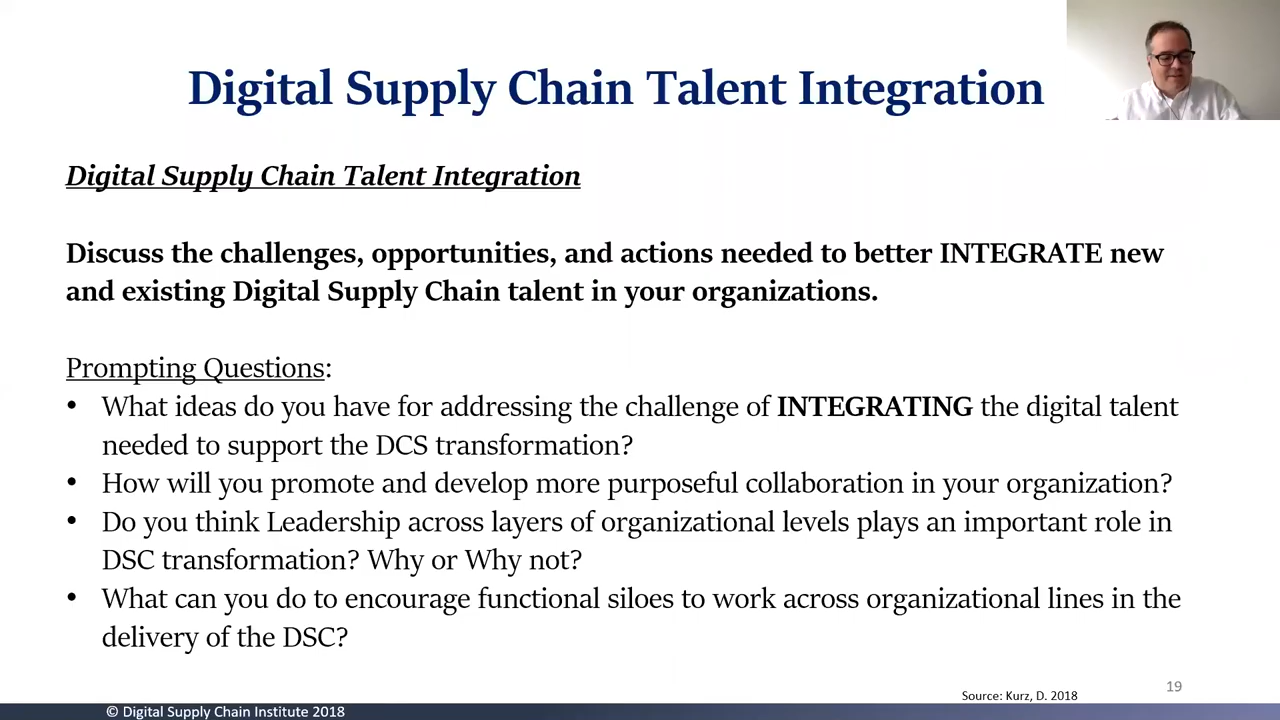 Digital Supply Chain Talent Integration
Digital Supply Chain Talent Integration
Discuss the challenges, opportunities, and actions needed to better INTEGRATE new
and existing Digital Supply Chain talent in your organizations.
Prompting Questions:
• What ideas do you have for addressing the challenge of INTEGRATING the digital talent
needed to support the DCS transformation?
• How will you promote and develop more purposeful collaboration in your organization?
• Do you think Leadership across layers of organizational levels plays an important role in
DSC transformation? Why or Why not?
• What can you do to encourage functional siloes to work across organizational lines in the
delivery of the DSC?
Source: Kurz, D. 2018
19
© Digital Supply Chain Institute 2018